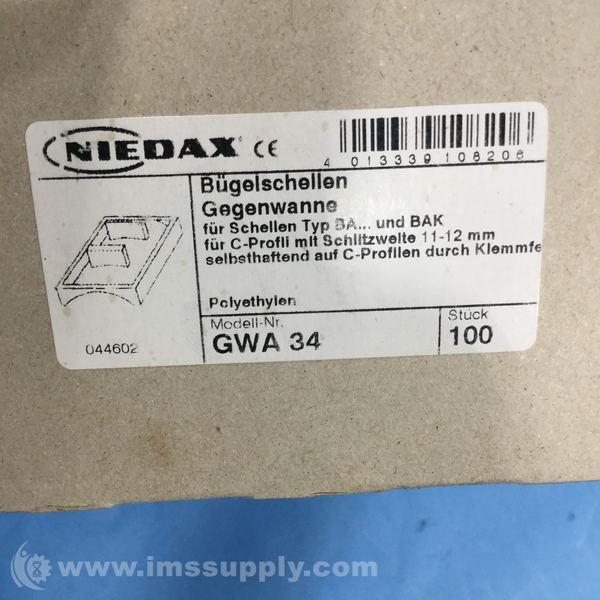 NIEDAX CE
4 013339 108208
Bügelschellen
Gegenwanne
für Schellen Typ BA... und BAK
für C-Profil mit Schlitzweite 11-12 mm
selbsthaftend auf C-Profilen durch Klemmfe
Polyethylen
Modell-Nr.
GWA 34
Stück
100
044602
www.imssupply.com